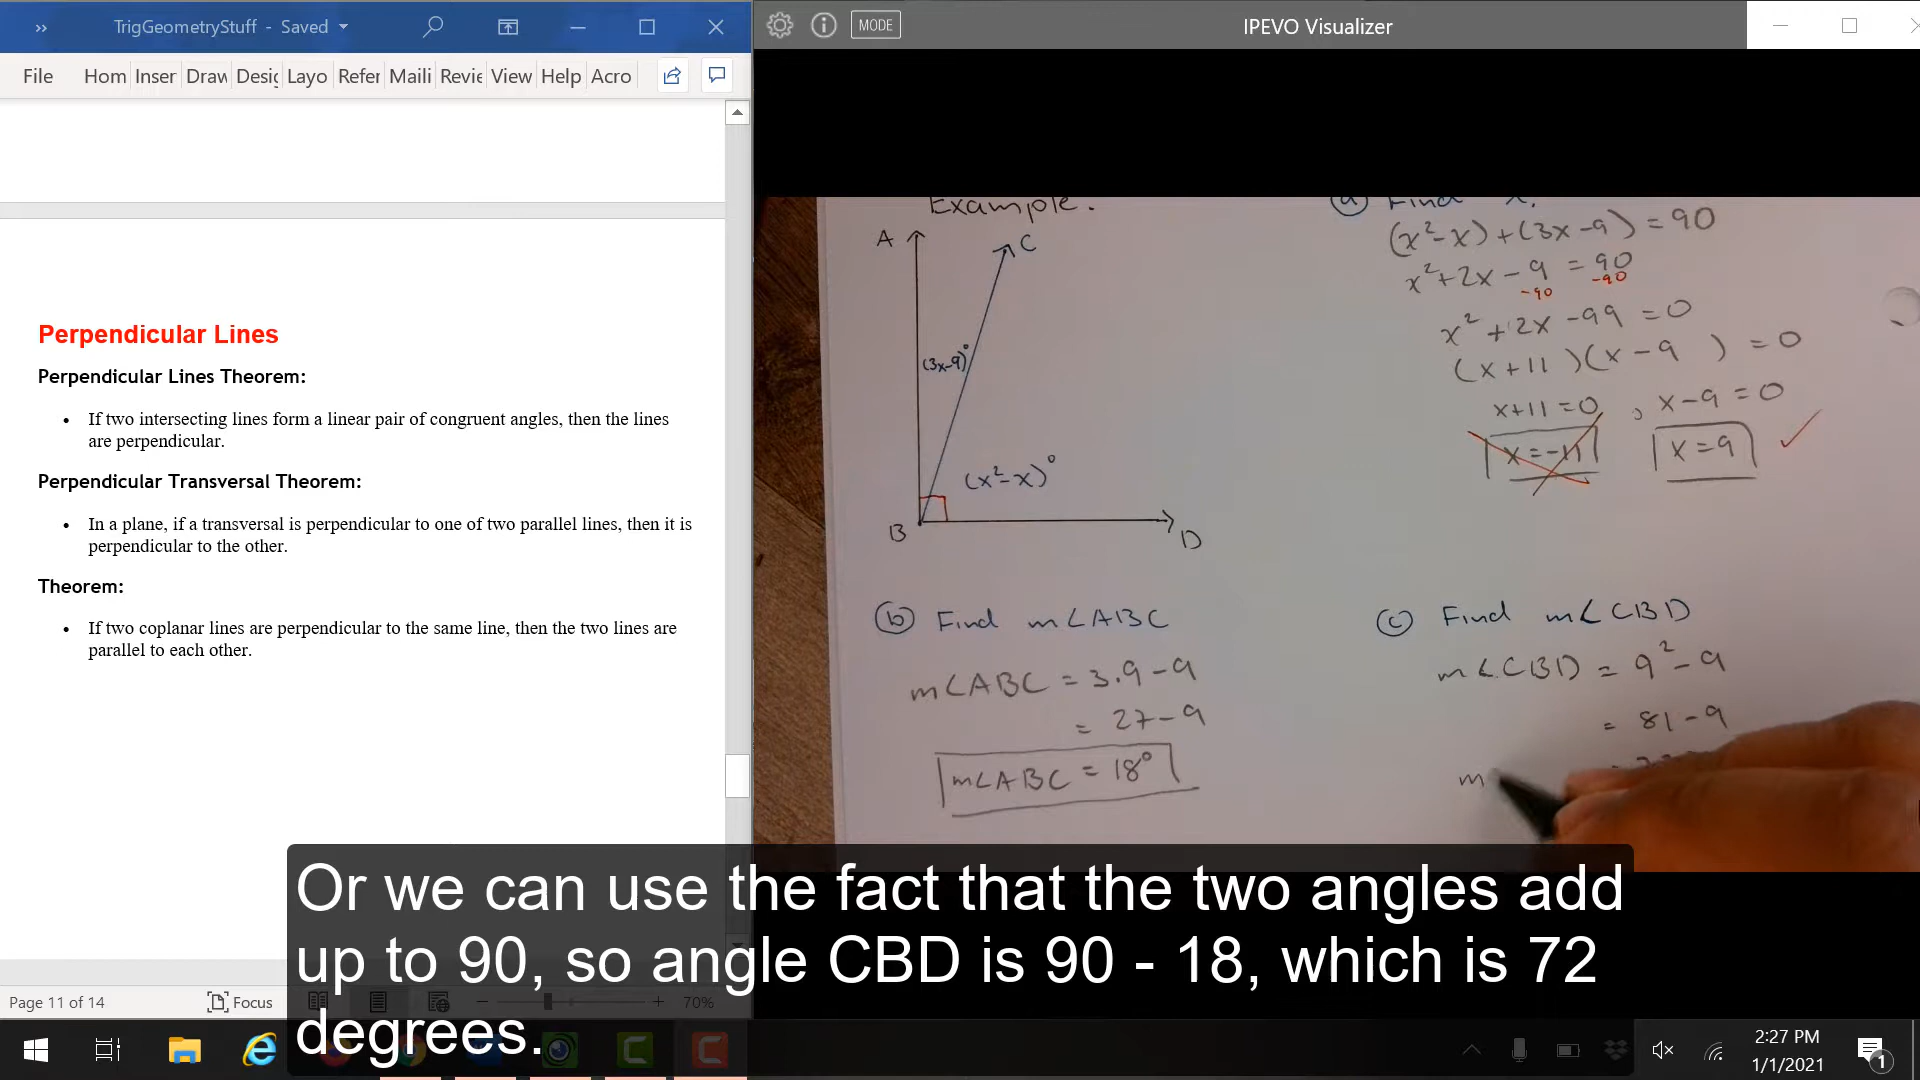 TrigGeometryStuff - Saved
File Hom Inser Draw Desig Layo Refer Maili Revie View Help Acro
Perpendicular Lines
Perpendicular Lines Theorem:
• If two intersecting lines form a linear pair of congruent angles, then the lines
are perpendicular.
Perpendicular Transversal Theorem:
• In a plane, if a transversal is perpendicular to one of two parallel lines, then it is
perpendicular to the other.
Theorem:
• If two coplanar lines are perpendicular to the same line, then the two lines are
parallel to each other.
Page 11 of 14
Focus
70%
MODE
IPEVO Visualizer
Example:
A
C
(3x-9)°
(x²-x)°
B
D
(a) Find x.
(x²-x)+(3x-9)=90
x²+2x-9=90
-90 -90
x²+2x-99=0
(x+11)(x-9)=0
x+11=0, x-9=0
x=-11 x=9 ✓
(b) Find m∠ABC
m∠ABC = 3·9-9
= 27-9
m∠ABC = 18°
(c) Find m∠CBD
m∠CBD = 9²-9
= 81-9
m
Or we can use the fact that the two angles add
up to 90, so angle CBD is 90 - 18, which is 72
degrees.
2:27 PM
1/1/2021
1